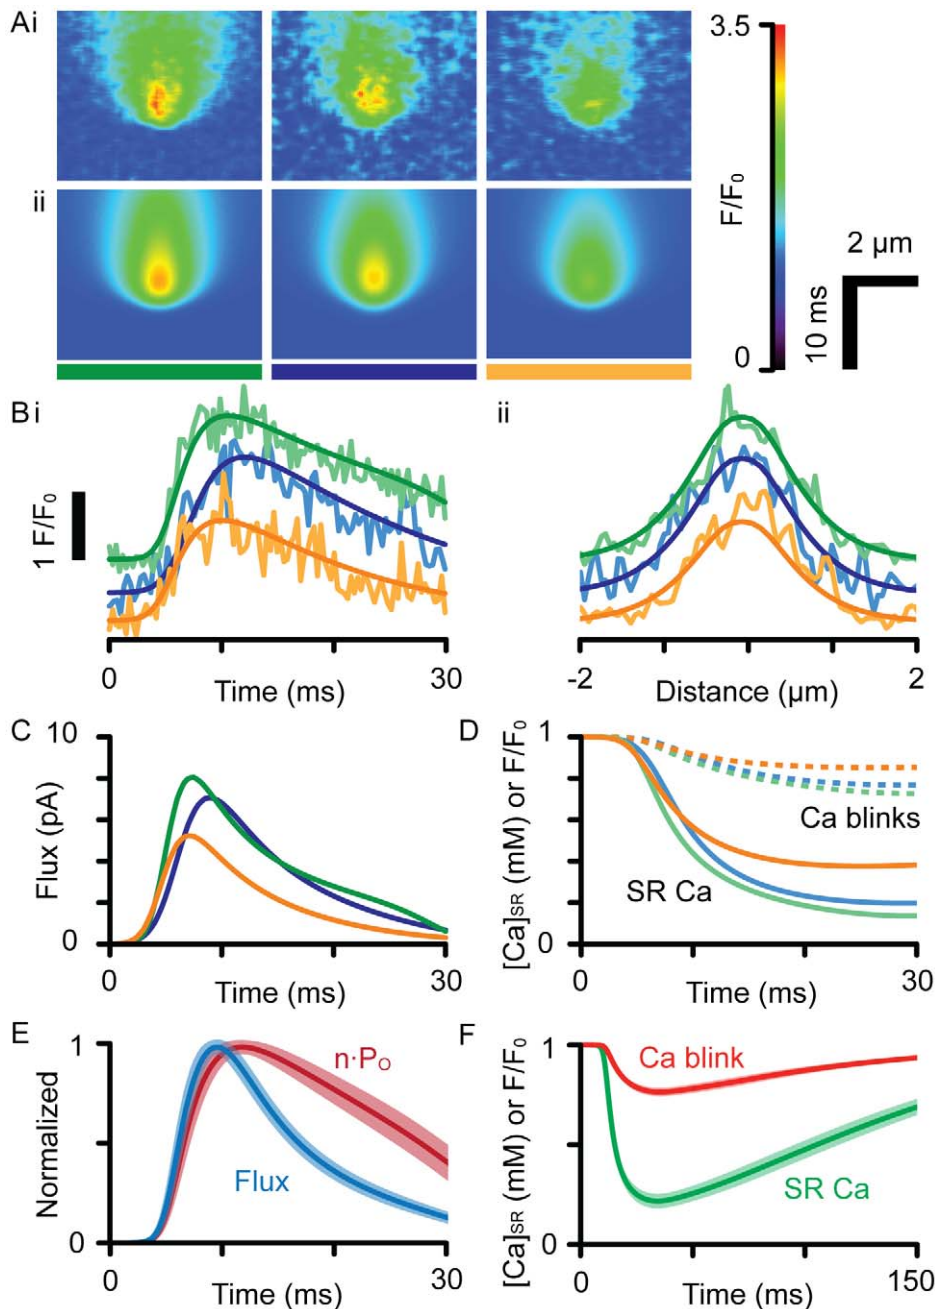 Ai
3.5
F/F₀
0
2 µm
10 ms
ii
Bi
1 F/F₀
0
30
Time (ms)
ii
-2
2
Distance (µm)
C
10
Flux (pA)
0
0
30
Time (ms)
D
1
[Ca]SR (mM) or F/F₀
0
Ca blinks
SR Ca
0
30
Time (ms)
E
1
Normalized
0
n·Pₒ
Flux
0
30
Time (ms)
F
1
[Ca]SR (mM) or F/F₀
0
Ca blink
SR Ca
0
150
Time (ms)